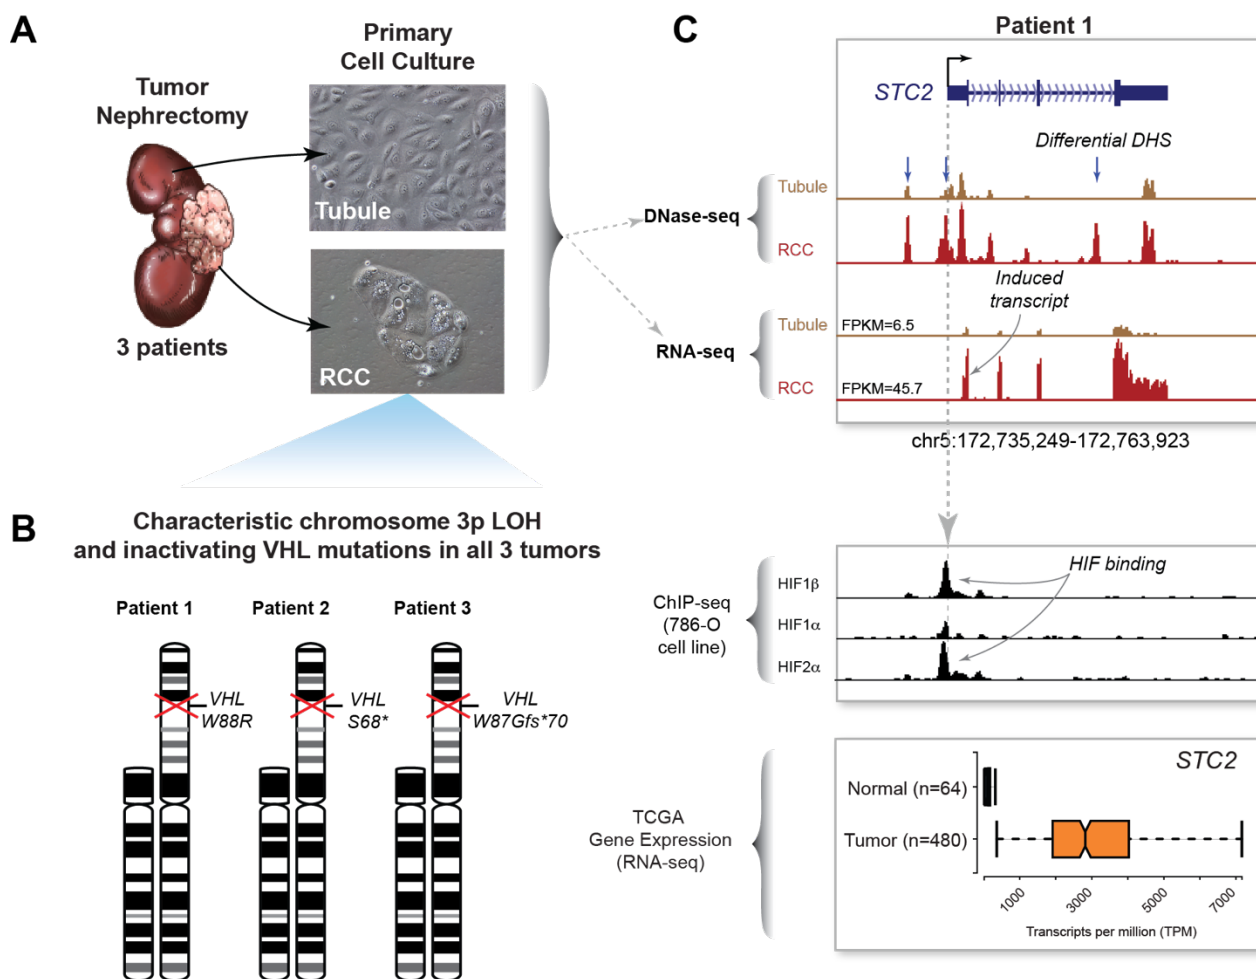 A
Primary
Cell Culture
Tumor
Nephrectomy
Tubule
RCC
3 patients
B
Characteristic chromosome 3p LOH
and inactivating VHL mutations in all 3 tumors
Patient 1
Patient 2
Patient 3
VHL
W88R
VHL
S68*
VHL
W87Gfs*70
C
Patient 1
STC2
Differential DHS
DNase-seq
Tubule
RCC
Induced
transcript
RNA-seq
Tubule
FPKM=6.5
RCC
FPKM=45.7
chr5:172,735,249-172,763,923
ChIP-seq
(786-O
cell line)
HIF1β
HIF1α
HIF2α
HIF binding
TCGA
Gene Expression
(RNA-seq)
STC2
Normal (n=64)
Tumor (n=480)
1000
3000
5000
7000
Transcripts per million (TPM)